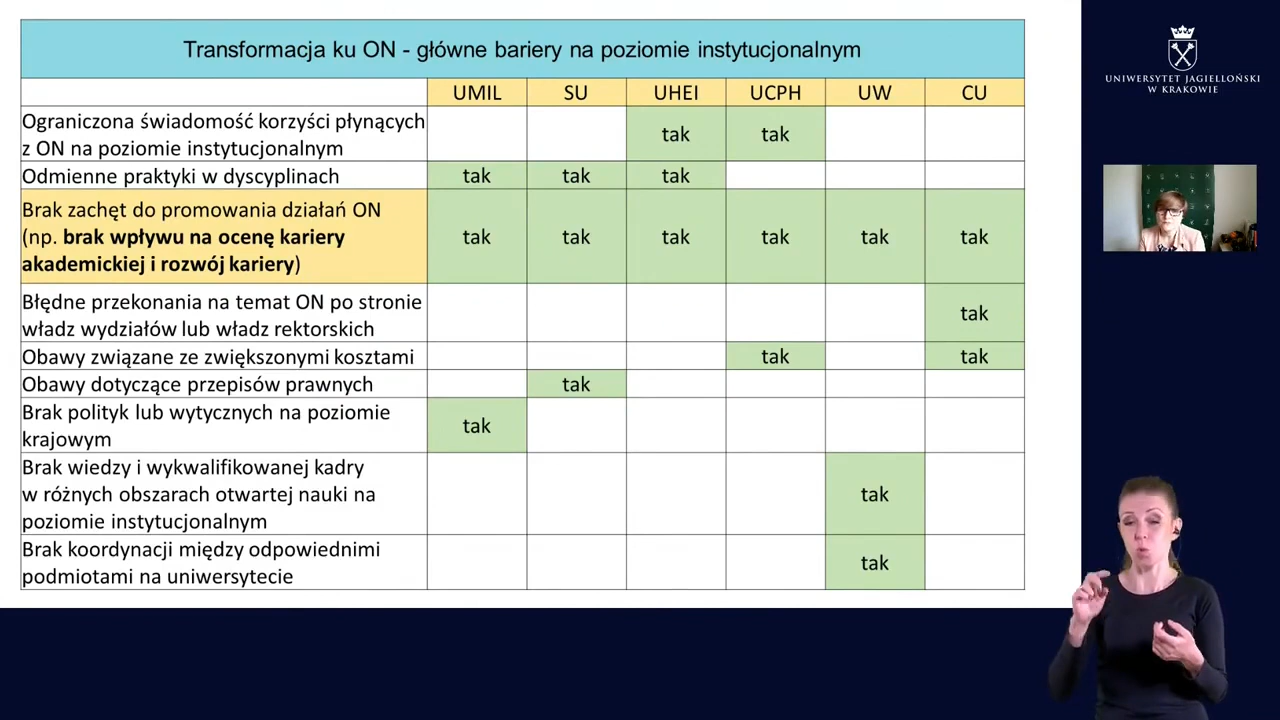 Transformacja ku ON - główne bariery na poziomie instytucjonalnym
UMIL SU UHEI UCPH UW CU
Ograniczona świadomość korzyści płynących
z ON na poziomie instytucjonalnym
tak tak
Odmienne praktyki w dyscyplinach
tak tak tak
Brak zachęt do promowania działań ON
(np. brak wpływu na ocenę kariery
akademickiej i rozwój kariery)
tak tak tak tak tak tak
Błędne przekonania na temat ON po stronie
władz wydziałów lub władz rektorskich
tak
Obawy związane ze zwiększonymi kosztami
tak tak
Obawy dotyczące przepisów prawnych
tak
Brak polityk lub wytycznych na poziomie
krajowym
tak
Brak wiedzy i wykwalifikowanej kadry
w różnych obszarach otwartej nauki na
poziomie instytucjonalnym
tak
Brak koordynacji między odpowiednimi
podmiotami na uniwersytecie
tak
UNIWERSYTET JAGIELLOŃSKI
W KRAKOWIE